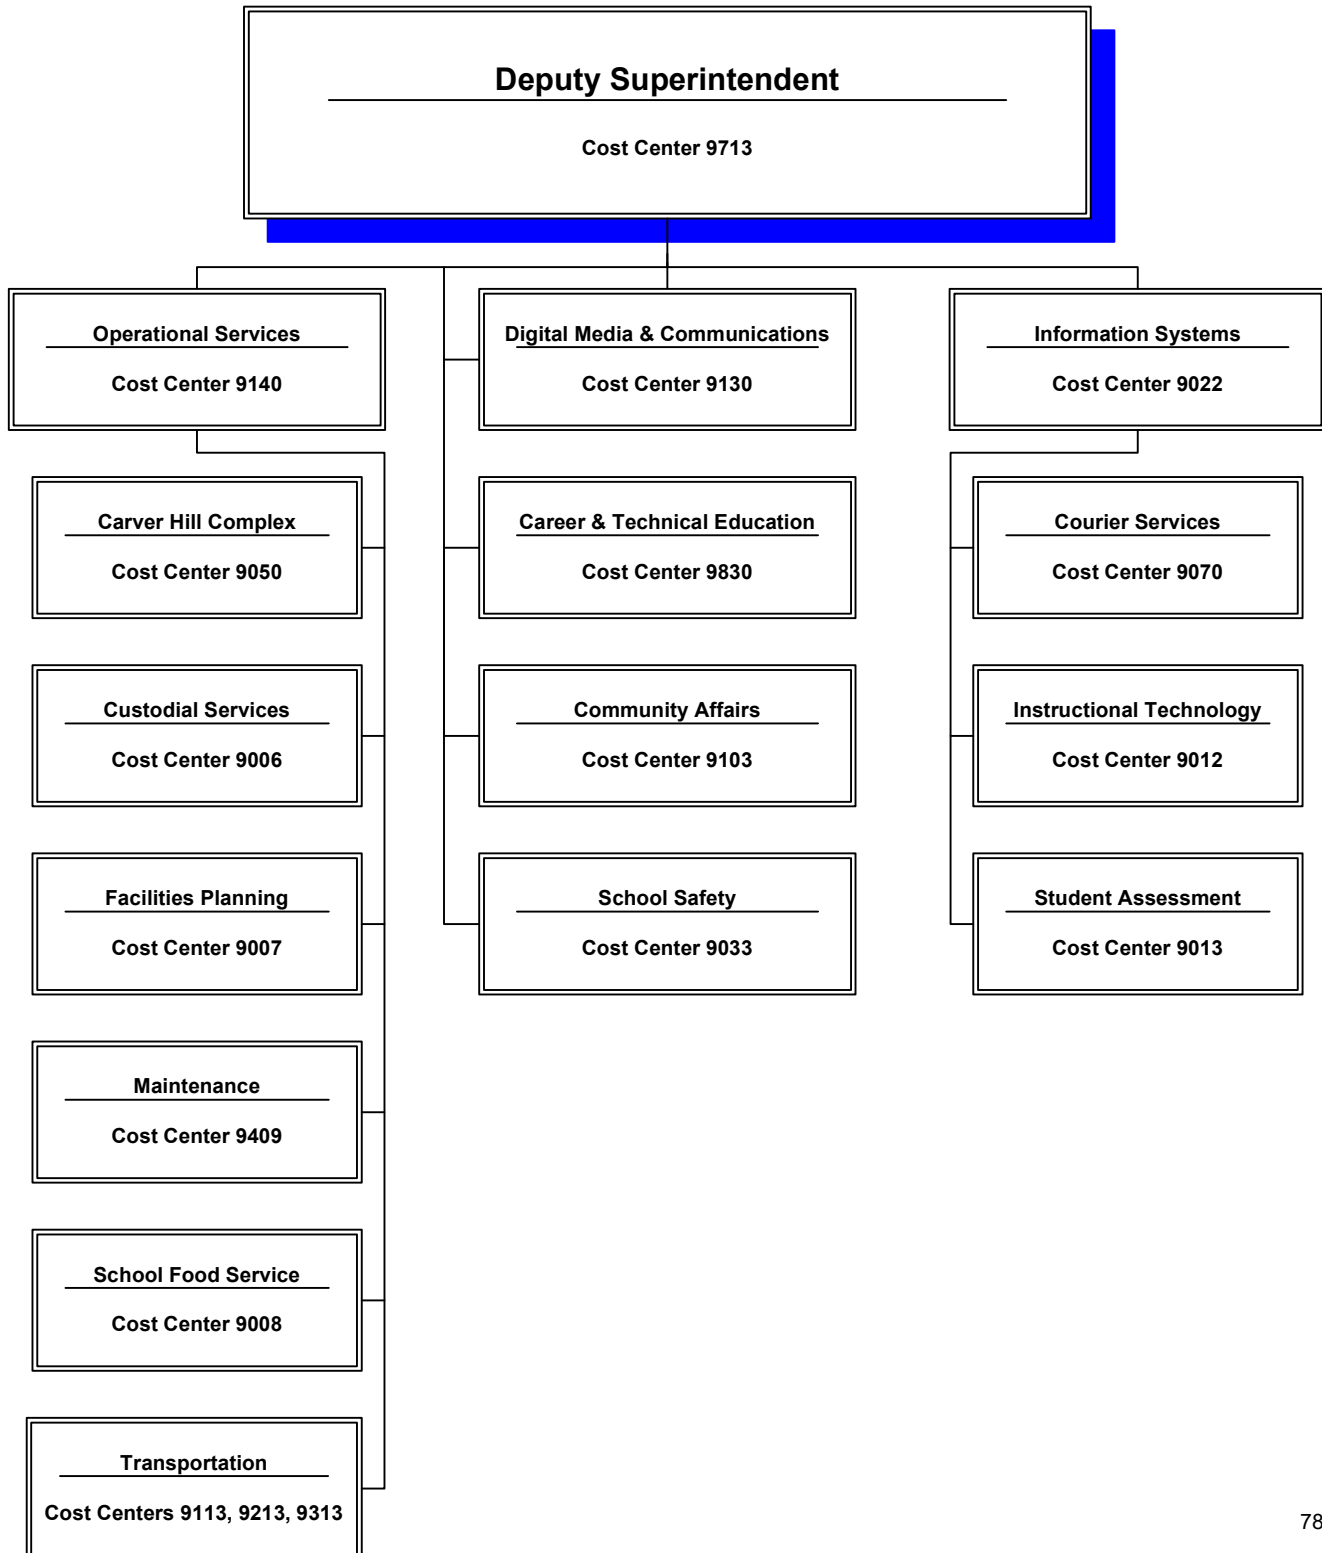 Deputy Superintendent
Cost Center 9713
Operational Services
Cost Center 9140
Digital Media & Communications
Cost Center 9130
Information Systems
Cost Center 9022
Carver Hill Complex
Cost Center 9050
Career & Technical Education
Cost Center 9830
Courier Services
Cost Center 9070
Custodial Services
Cost Center 9006
Community Affairs
Cost Center 9103
Instructional Technology
Cost Center 9012
Facilities Planning
Cost Center 9007
School Safety
Cost Center 9033
Student Assessment
Cost Center 9013
Maintenance
Cost Center 9409
School Food Service
Cost Center 9008
Transportation
Cost Centers 9113, 9213, 9313
78